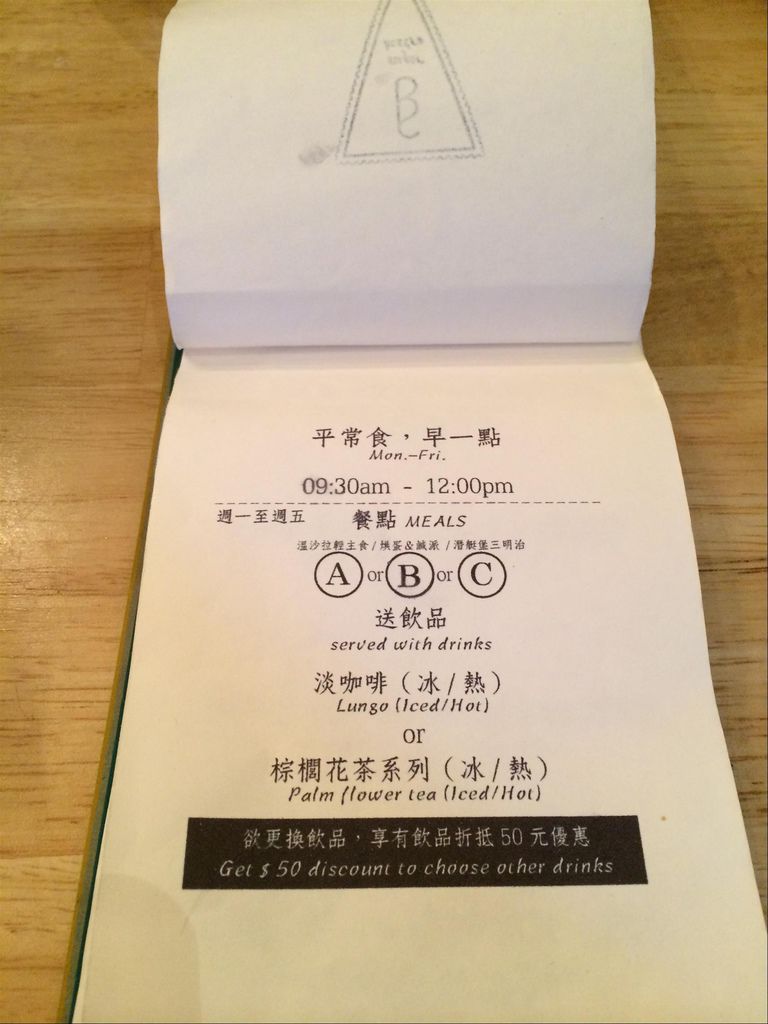 平常食，早一點
Mon.-Fri.
09:30am - 12:00pm
週一至週五 餐點 MEALS
溫沙拉輕主食 / 烘蛋&鹹派 / 潛艇堡三明治
A or B or C
送飲品
served with drinks
淡咖啡（冰/熱）
Lungo (Iced/Hot)
or
棕櫚花茶系列（冰/熱）
Palm flower tea (Iced/Hot)
欲更換飲品，享有飲品折抵 50 元優惠
Get $ 50 discount to choose other drinks